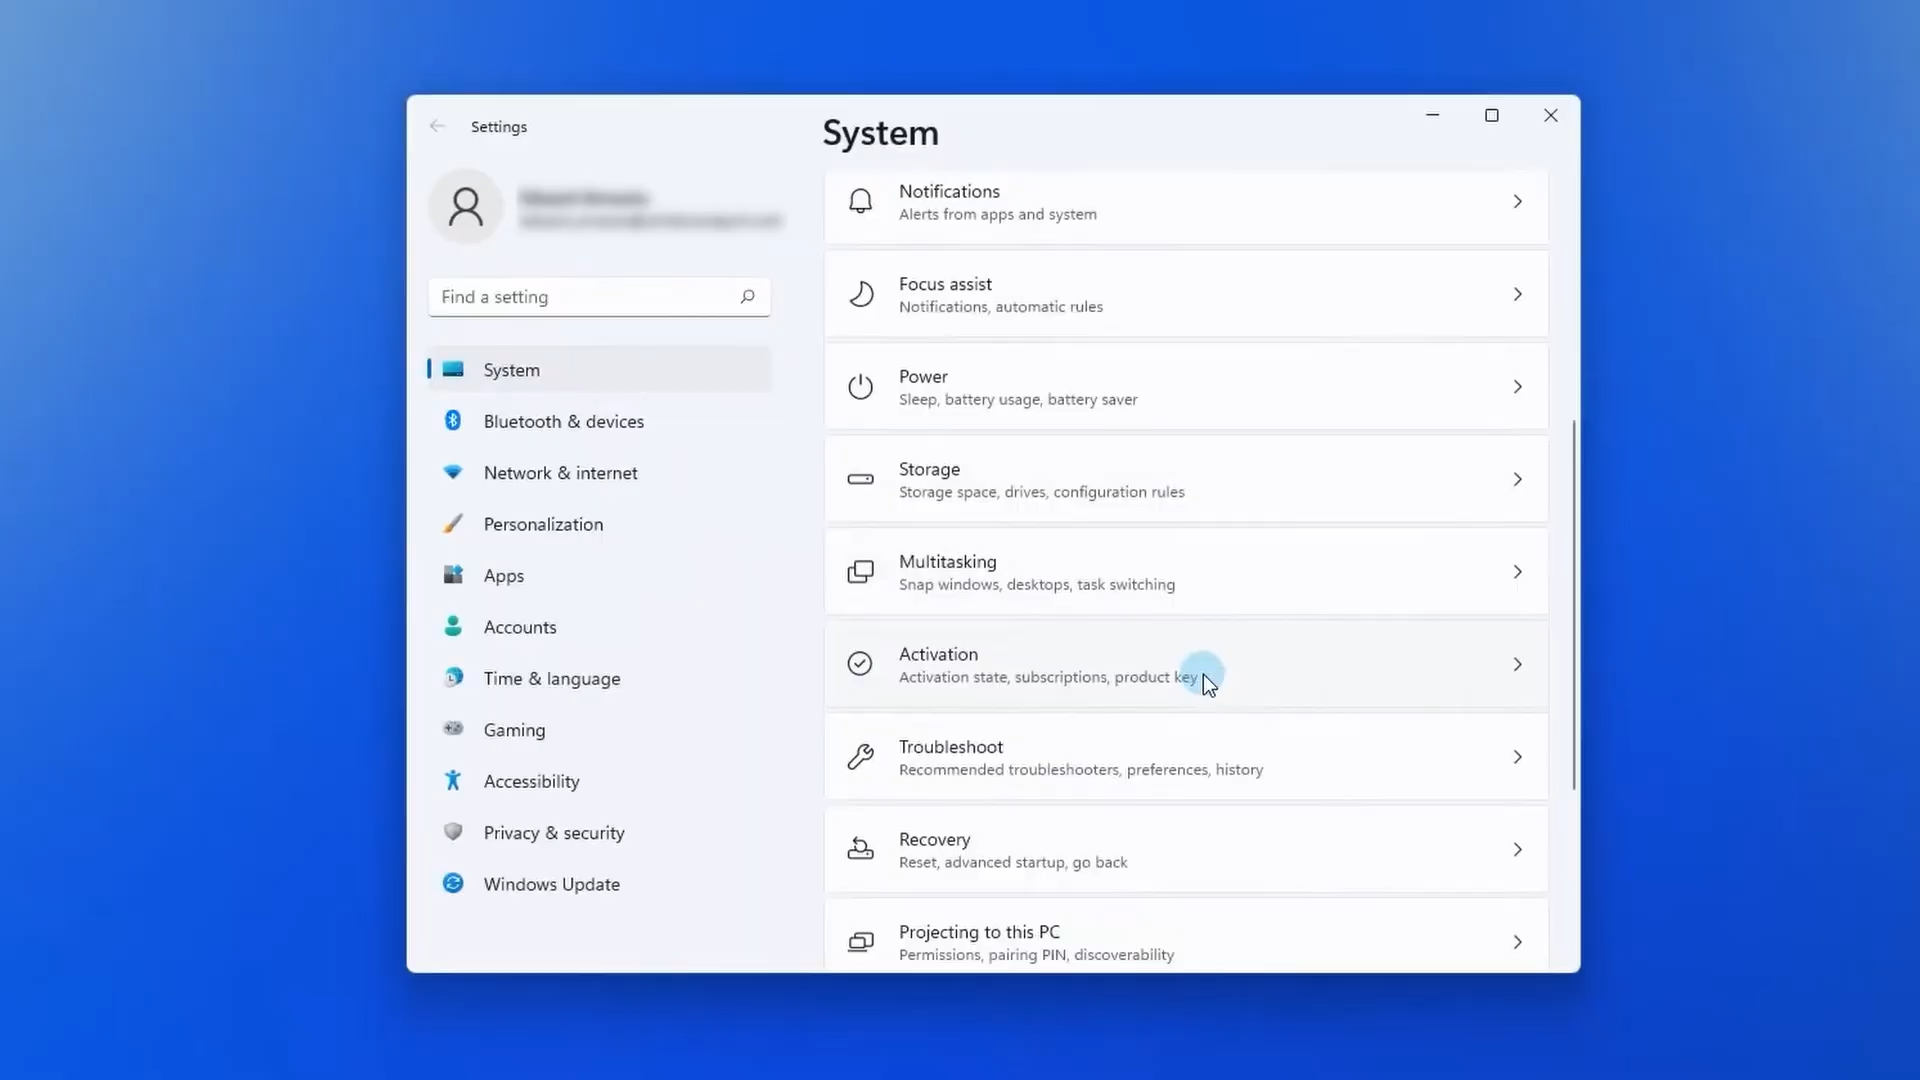 Settings
System
Find a setting
System
Bluetooth & devices
Network & internet
Personalization
Apps
Accounts
Time & language
Gaming
Accessibility
Privacy & security
Windows Update
Notifications
Alerts from apps and system
Focus assist
Notifications, automatic rules
Power
Sleep, battery usage, battery saver
Storage
Storage space, drives, configuration rules
Multitasking
Snap windows, desktops, task switching
Activation
Activation state, subscriptions, product key
Troubleshoot
Recommended troubleshooters, preferences, history
Recovery
Reset, advanced startup, go back
Projecting to this PC
Permissions, pairing PIN, discoverability